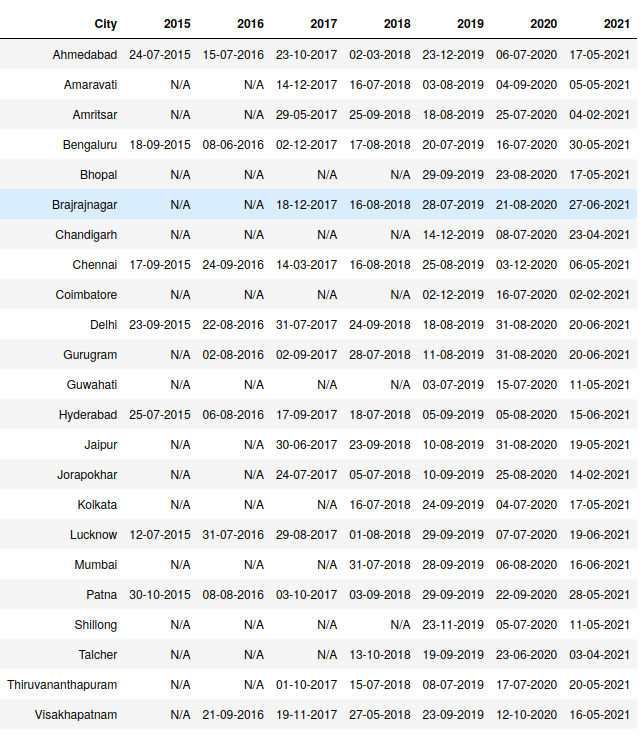 City 2015 2016 2017 2018 2019 2020 2021
Ahmedabad 24-07-2015 15-07-2016 23-10-2017 02-03-2018 23-12-2019 06-07-2020 17-05-2021
Amaravati N/A N/A 14-12-2017 16-07-2018 03-08-2019 04-09-2020 05-05-2021
Amritsar N/A N/A 29-05-2017 25-09-2018 18-08-2019 25-07-2020 04-02-2021
Bengaluru 18-09-2015 08-06-2016 02-12-2017 17-08-2018 20-07-2019 16-07-2020 30-05-2021
Bhopal N/A N/A N/A N/A 29-09-2019 23-08-2020 17-05-2021
Brajrajnagar N/A N/A 18-12-2017 16-08-2018 28-07-2019 21-08-2020 27-06-2021
Chandigarh N/A N/A N/A N/A 14-12-2019 08-07-2020 23-04-2021
Chennai 17-09-2015 24-09-2016 14-03-2017 16-08-2018 25-08-2019 03-12-2020 06-05-2021
Coimbatore N/A N/A N/A N/A 02-12-2019 16-07-2020 02-02-2021
Delhi 23-09-2015 22-08-2016 31-07-2017 24-09-2018 18-08-2019 31-08-2020 20-06-2021
Gurugram N/A 02-08-2016 02-09-2017 28-07-2018 11-08-2019 31-08-2020 20-06-2021
Guwahati N/A N/A N/A N/A 03-07-2019 15-07-2020 11-05-2021
Hyderabad 25-07-2015 06-08-2016 17-09-2017 18-07-2018 05-09-2019 05-08-2020 15-06-2021
Jaipur N/A N/A 30-06-2017 23-09-2018 10-08-2019 31-08-2020 19-05-2021
Jorapokhar N/A N/A 24-07-2017 05-07-2018 10-09-2019 25-08-2020 14-02-2021
Kolkata N/A N/A N/A 16-07-2018 24-09-2019 04-07-2020 17-05-2021
Lucknow 12-07-2015 31-07-2016 29-08-2017 01-08-2018 29-09-2019 07-07-2020 19-06-2021
Mumbai N/A N/A N/A 31-07-2018 28-09-2019 06-08-2020 16-06-2021
Patna 30-10-2015 08-08-2016 03-10-2017 03-09-2018 29-09-2019 22-09-2020 28-05-2021
Shillong N/A N/A N/A N/A 23-11-2019 05-07-2020 11-05-2021
Talcher N/A N/A N/A 13-10-2018 19-09-2019 23-06-2020 03-04-2021
Thiruvananthapuram N/A N/A 01-10-2017 15-07-2018 08-07-2019 17-07-2020 20-05-2021
Visakhapatnam N/A 21-09-2016 19-11-2017 27-05-2018 23-09-2019 12-10-2020 16-05-2021